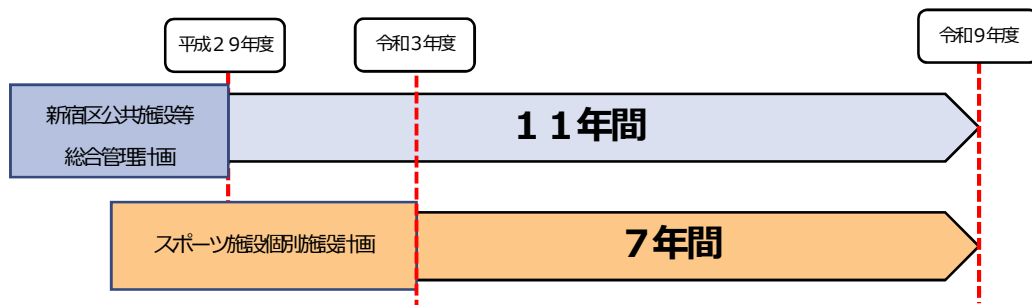 平成２９年度
令和3年度
令和9年度
新宿区公共施設等
総合管理計画
１１年間
スポーツ施設個別施設計画
７年間